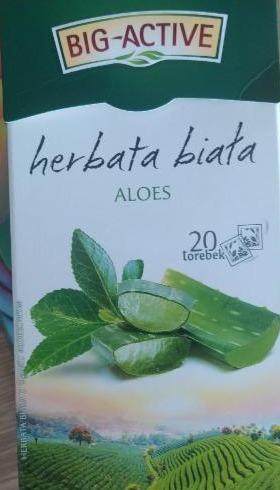 BIG-ACTIVE
herbata biała
ALOES
20
torebek